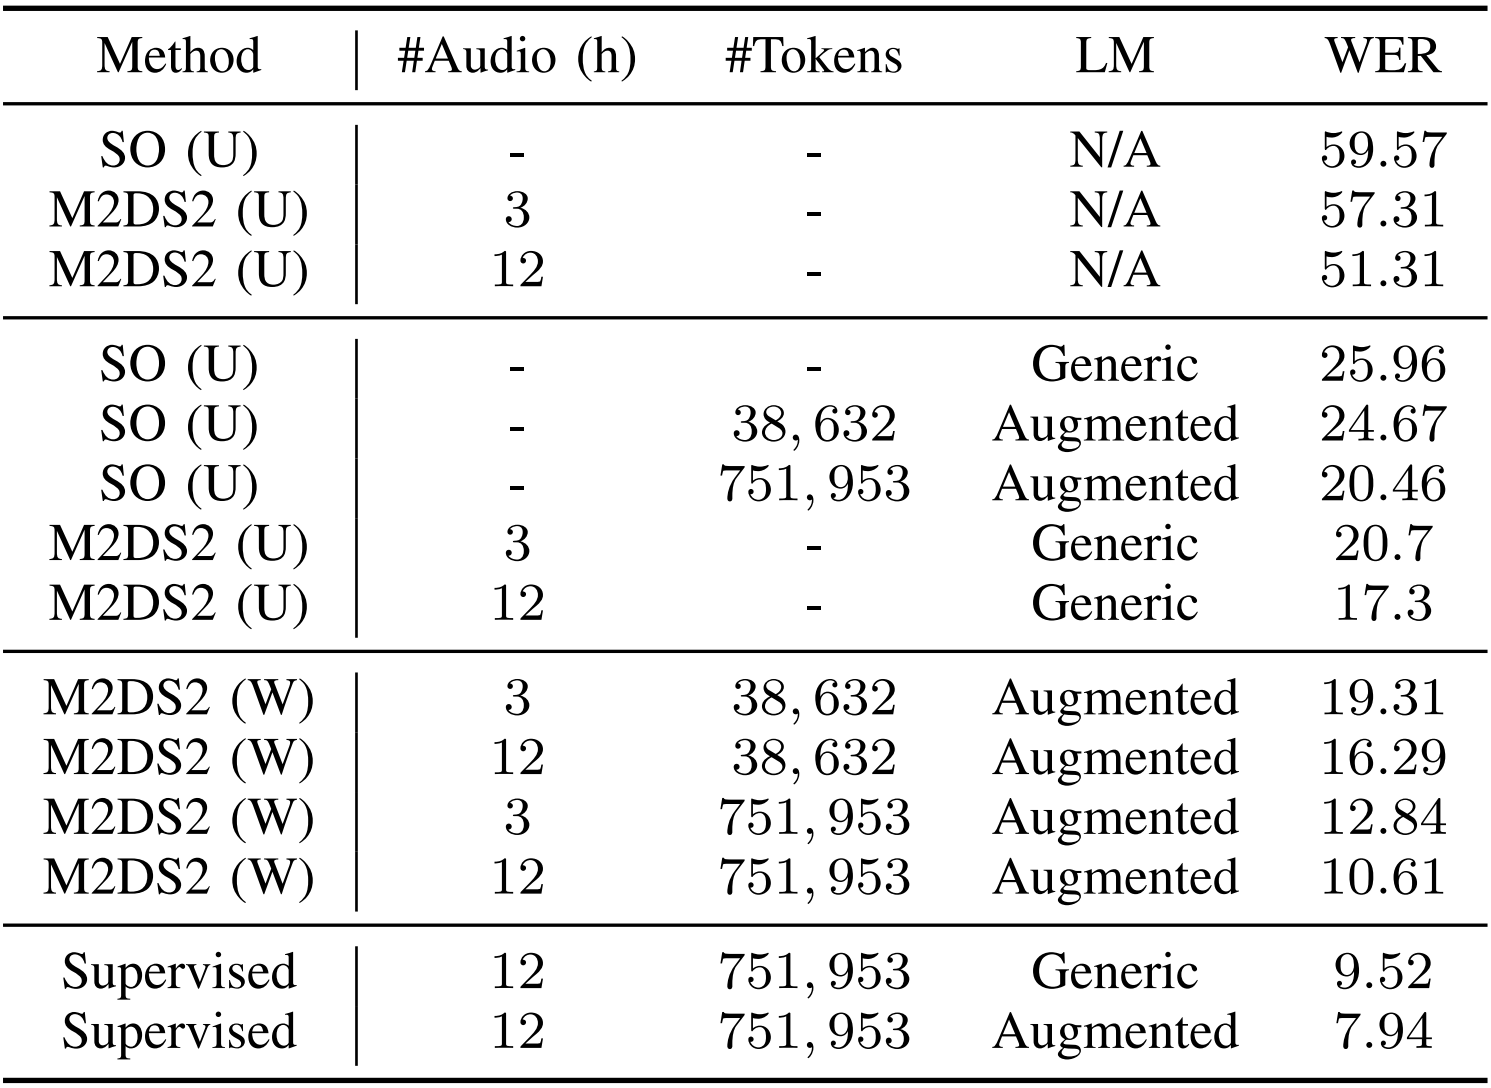 Method #Audio (h) #Tokens LM WER
SO (U) - - N/A 59.57
M2DS2 (U) 3 - N/A 57.31
M2DS2 (U) 12 - N/A 51.31
SO (U) - - Generic 25.96
SO (U) - 38,632 Augmented 24.67
SO (U) - 751,953 Augmented 20.46
M2DS2 (U) 3 - Generic 20.7
M2DS2 (U) 12 - Generic 17.3
M2DS2 (W) 3 38,632 Augmented 19.31
M2DS2 (W) 12 38,632 Augmented 16.29
M2DS2 (W) 3 751,953 Augmented 12.84
M2DS2 (W) 12 751,953 Augmented 10.61
Supervised 12 751,953 Generic 9.52
Supervised 12 751,953 Augmented 7.94